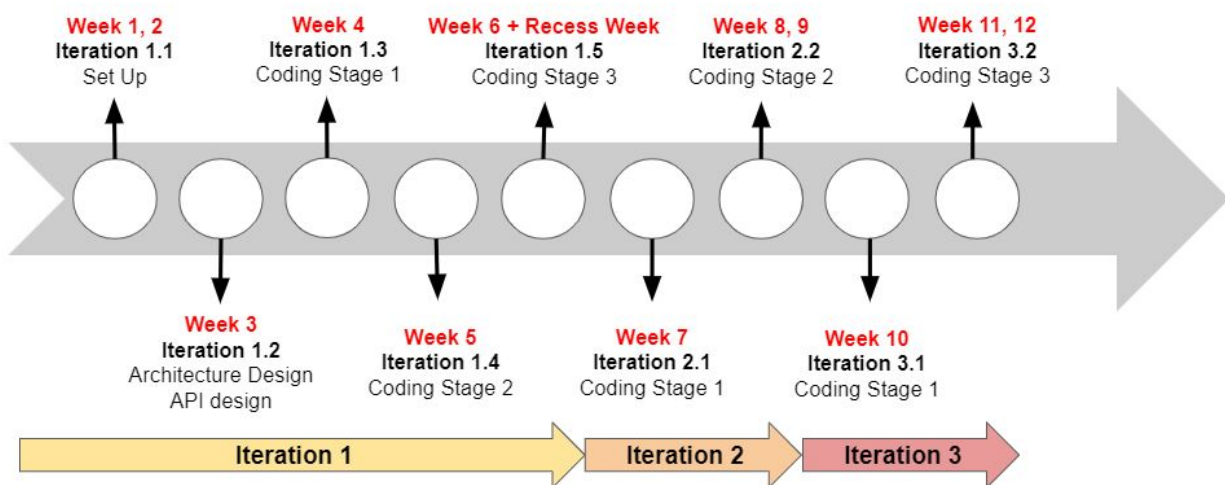 Week 1, 2
Iteration 1.1
Set Up
Week 4
Iteration 1.3
Coding Stage 1
Week 6 + Recess Week
Iteration 1.5
Coding Stage 3
Week 8, 9
Iteration 2.2
Coding Stage 2
Week 11, 12
Iteration 3.2
Coding Stage 3
Week 3
Iteration 1.2
Architecture Design
API design
Week 5
Iteration 1.4
Coding Stage 2
Week 7
Iteration 2.1
Coding Stage 1
Week 10
Iteration 3.1
Coding Stage 1
Iteration 1
Iteration 2
Iteration 3